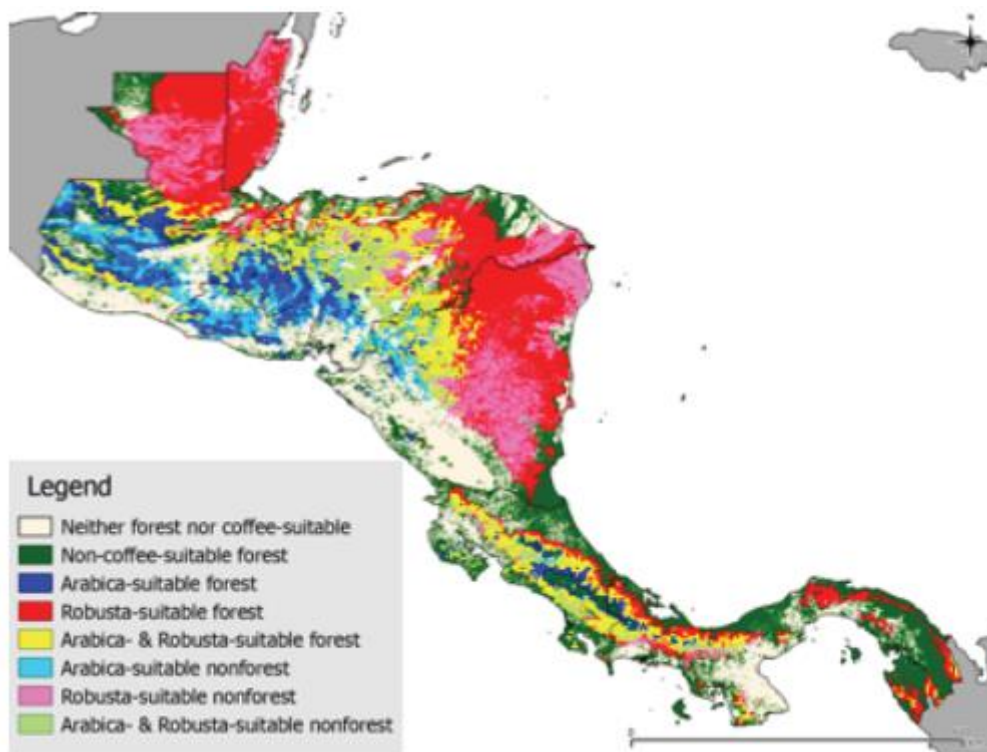 Legend
Neither forest nor coffee-suitable
Non-coffee-suitable forest
Arabica-suitable forest
Robusta-suitable forest
Arabica- & Robusta-suitable forest
Arabica-suitable nonforest
Robusta-suitable nonforest
Arabica- & Robusta-suitable nonforest